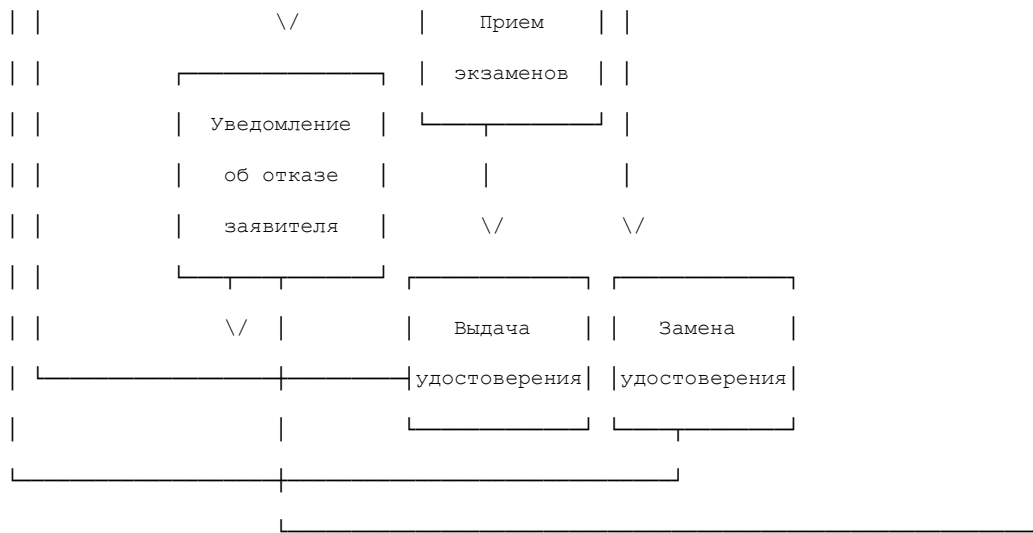 Прием
экзаменов
Уведомление
об отказе
заявителя
Выдача
удостоверения
Замена
удостоверения